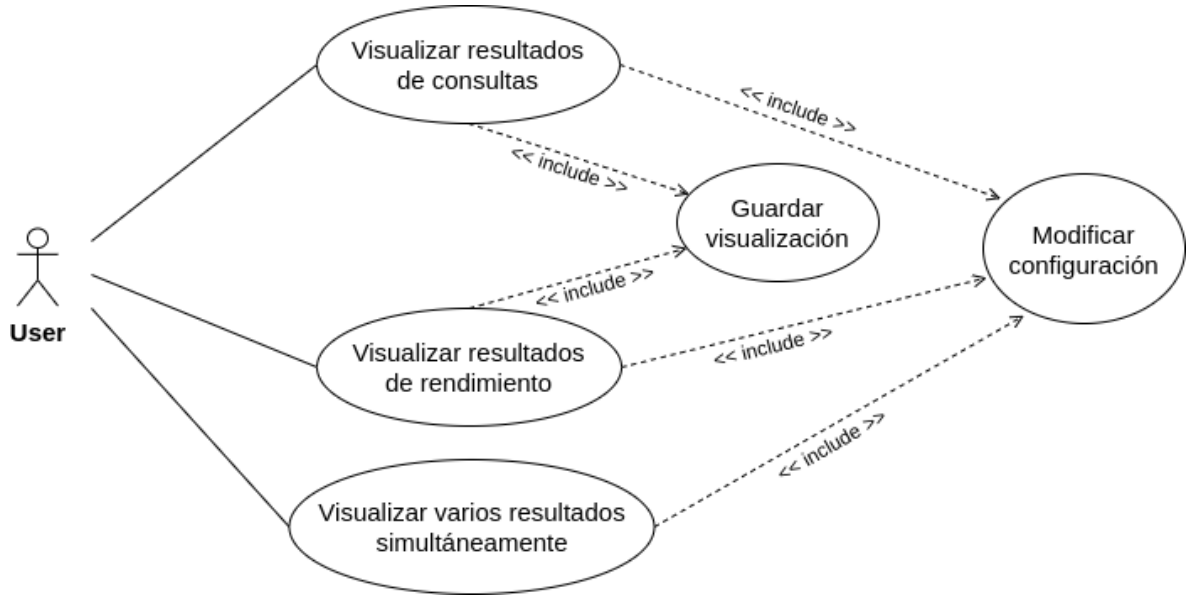 Visualizar resultados
de consultas
<< include >>
<< include >>
Guardar
visualización
Modificar
configuración
User
<< include >>
Visualizar resultados
de rendimiento
<< include >>
<< include >>
Visualizar varios resultados
simultáneamente